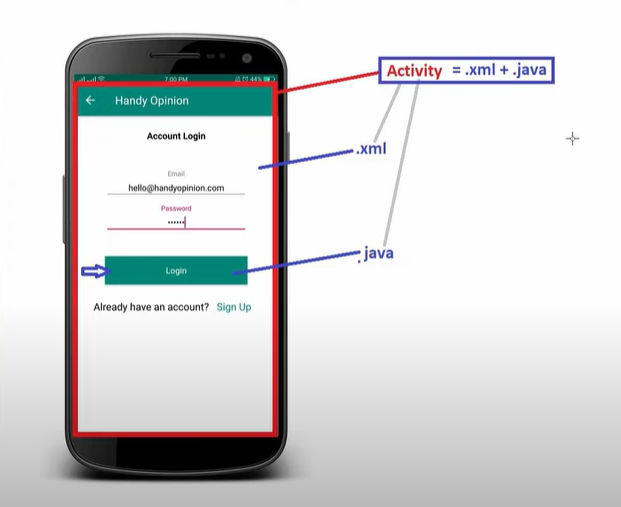 7:00 PM 44%
Activity = .xml + .java
Handy Opinion
Account Login
.xml
Email
hello@handyopinion.com
Password
••••••
.java
Login
Already have an account? Sign Up